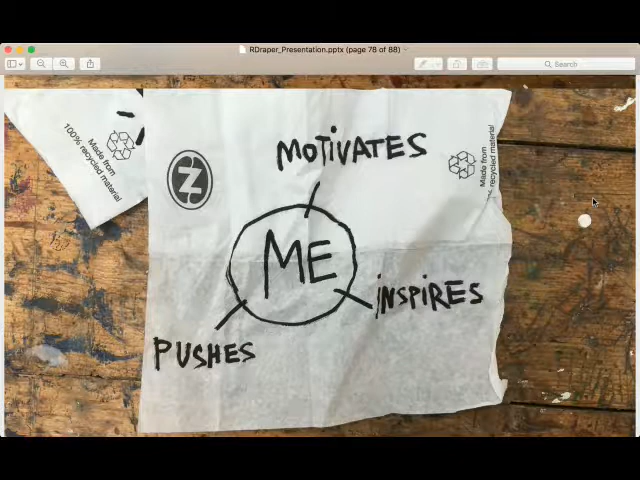 RDraper_Presentation.pptx (page 78 of 88)
Search
Made from
100% recycled material
Z
MOTIVATES
Made from
recycled material
ME
INSPIRES
PUSHES